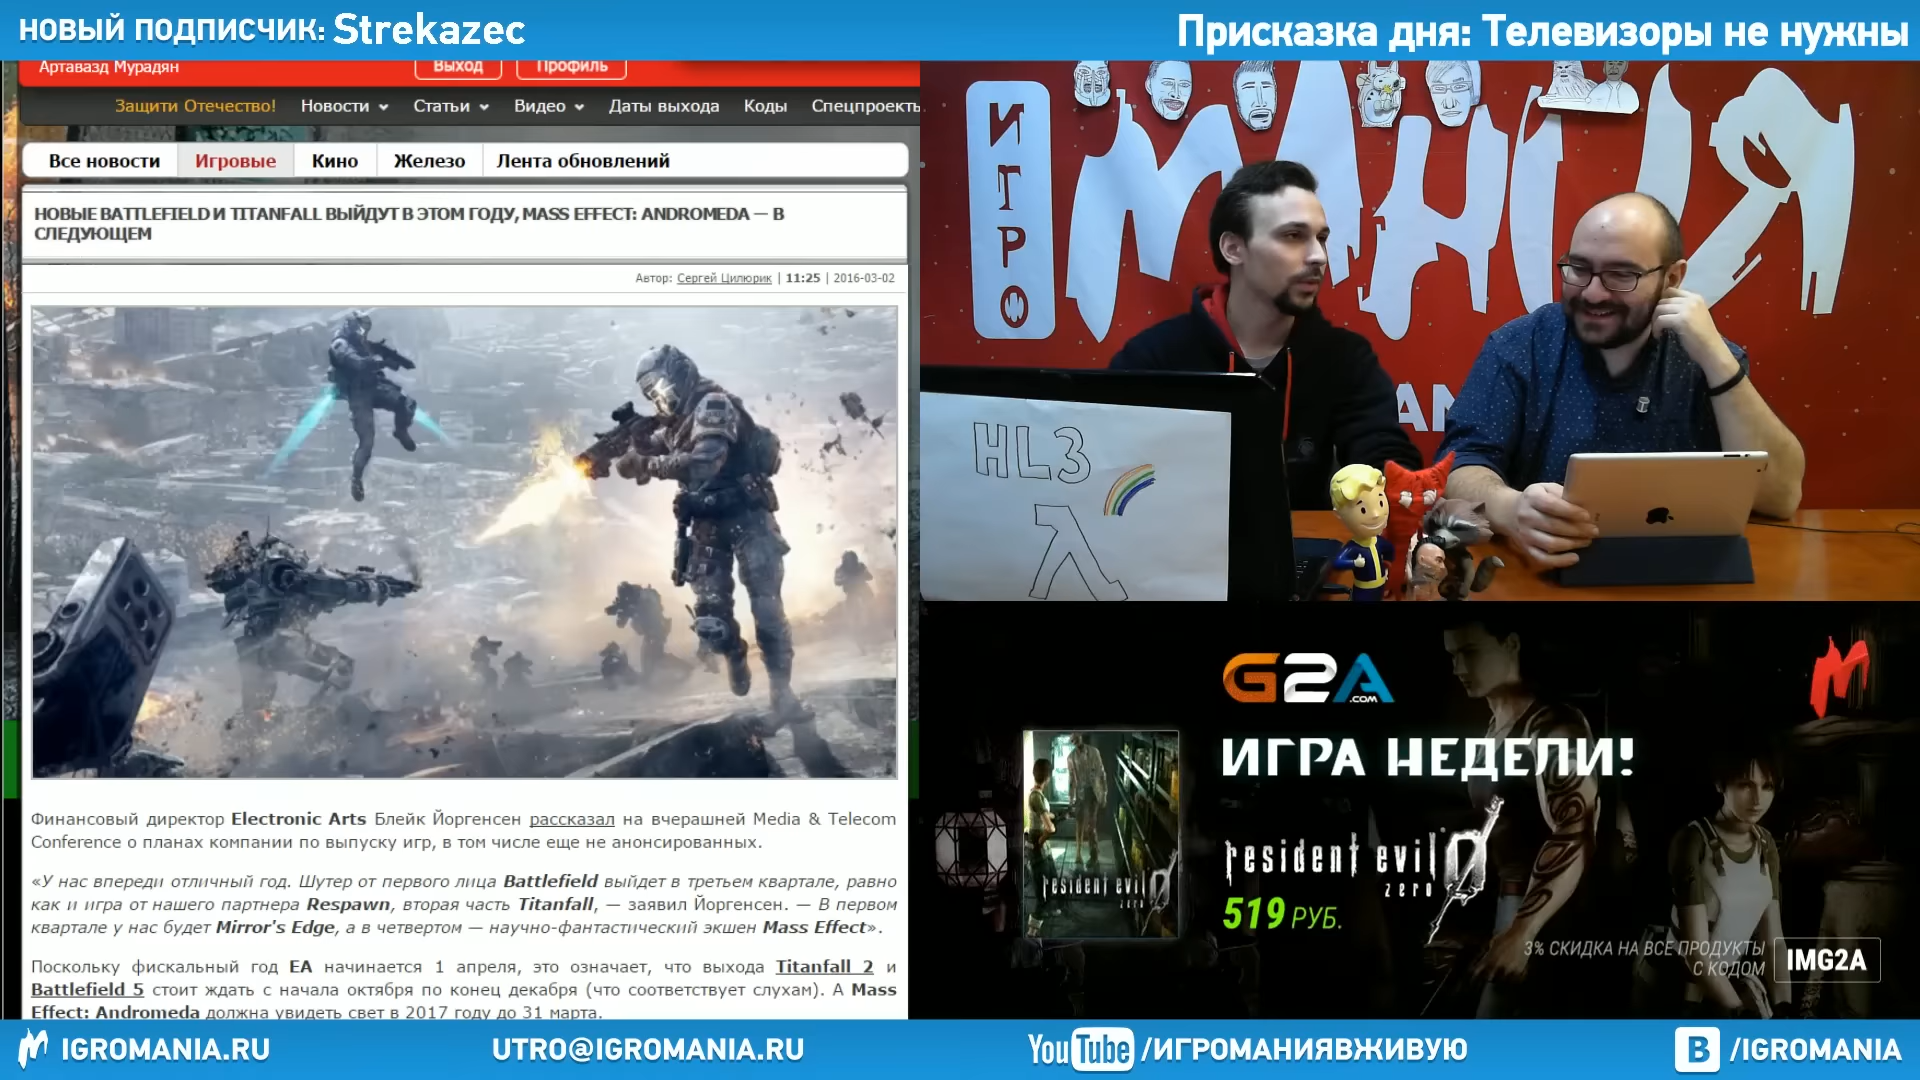 НОВЫЙ ПОДПИСЧИК: Strekazec
Присказка дня: Телевизоры не нужны
Артавазд Мурадян
Выход
Профиль
Защити Отечество!
Новости
Статьи
Видео
Даты выхода
Коды
Спецпроекты
Все новости
Игровые
Кино
Железо
Лента обновлений
НОВЫЕ BATTLEFIELD И TITANFALL ВЫЙДУТ В ЭТОМ ГОДУ, MASS EFFECT: ANDROMEDA — В
СЛЕДУЮЩЕМ
Автор: Сергей Цилюрик | 11:25 | 2016-03-02
Финансовый директор Electronic Arts Блейк Йоргенсен рассказал на вчерашней Media & Telecom
Conference о планах компании по выпуску игр, в том числе еще не анонсированных.
«У нас впереди отличный год. Шутер от первого лица Battlefield выйдет в третьем квартале, равно
как и игра от нашего партнера Respawn, вторая часть Titanfall, — заявил Йоргенсен. — В первом
квартале у нас будет Mirror's Edge, а в четвертом — научно-фантастический экшен Mass Effect».
Поскольку фискальный год EA начинается 1 апреля, это означает, что выхода Titanfall 2 и
Battlefield 5 стоит ждать с начала октября по конец декабря (что соответствует слухам). А Mass
Effect: Andromeda должна увидеть свет в 2017 году до 31 марта.
ИГРО
МАНИЯ
HL3
λ
G2A
.COM
ИГРА НЕДЕЛИ!
resident evil 0
zero
519 РУБ.
resident evil 0
zero
3% СКИДКА НА ВСЕ ПРОДУКТЫ
С КОДОМ
IMG2A
IGROMANIA.RU
UTRO@IGROMANIA.RU
YouTube /ИГРОМАНИЯВЖИВУЮ
В /IGROMANIA